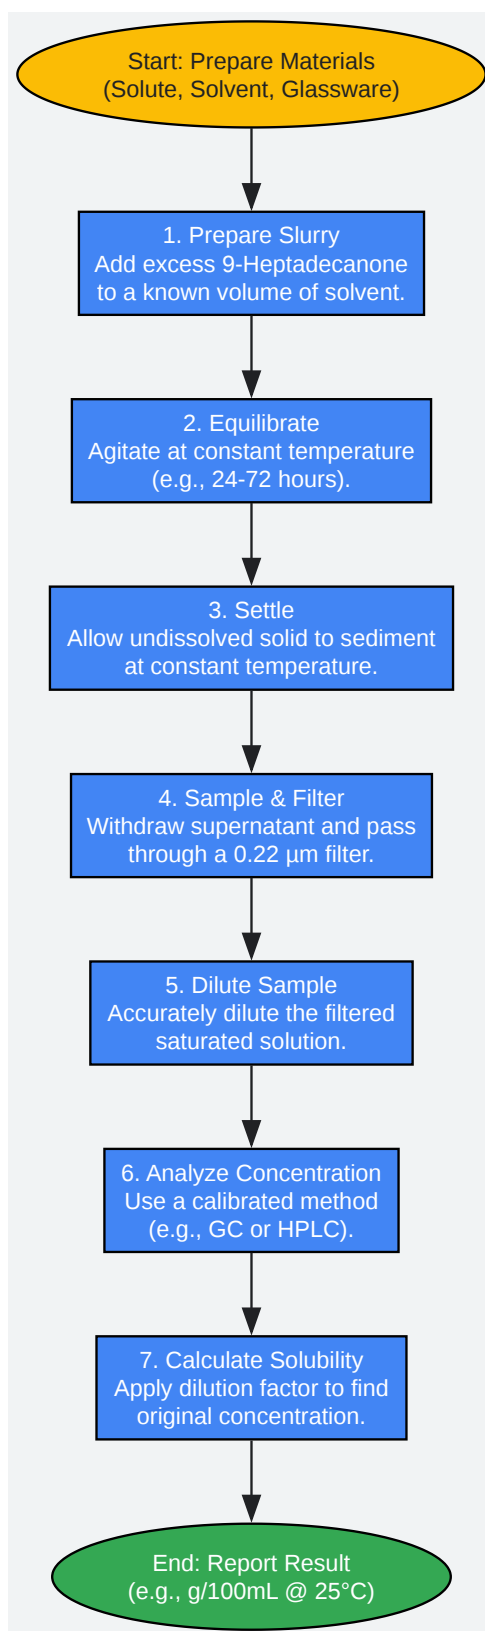 Start: Prepare Materials
(Solute, Solvent, Glassware)
1. Prepare Slurry
Add excess 9-Heptadecanone
to a known volume of solvent.
2. Equilibrate
Agitate at constant temperature
(e.g., 24-72 hours).
3. Settle
Allow undissolved solid to sediment
at constant temperature.
4. Sample & Filter
Withdraw supernatant and pass
through a 0.22 µm filter.
5. Dilute Sample
Accurately dilute the filtered
saturated solution.
6. Analyze Concentration
Use a calibrated method
(e.g., GC or HPLC).
7. Calculate Solubility
Apply dilution factor to find
original concentration.
End: Report Result
(e.g., g/100mL @ 25°C)